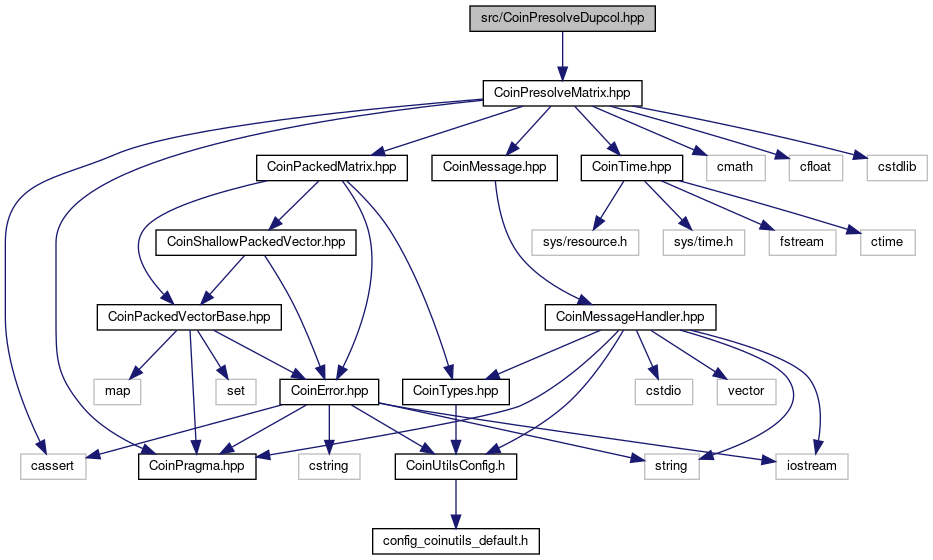 src/CoinPresolveDupcol.hpp
CoinPresolveMatrix.hpp
CoinPackedMatrix.hpp
CoinMessage.hpp
CoinTime.hpp
cmath
cfloat
cstdlib
CoinShallowPackedVector.hpp
sys/resource.h
sys/time.h
fstream
ctime
CoinPackedVectorBase.hpp
CoinMessageHandler.hpp
map
set
CoinError.hpp
CoinTypes.hpp
cstdio
vector
cassert
CoinPragma.hpp
cstring
CoinUtilsConfig.h
string
iostream
config_coinutils_default.h